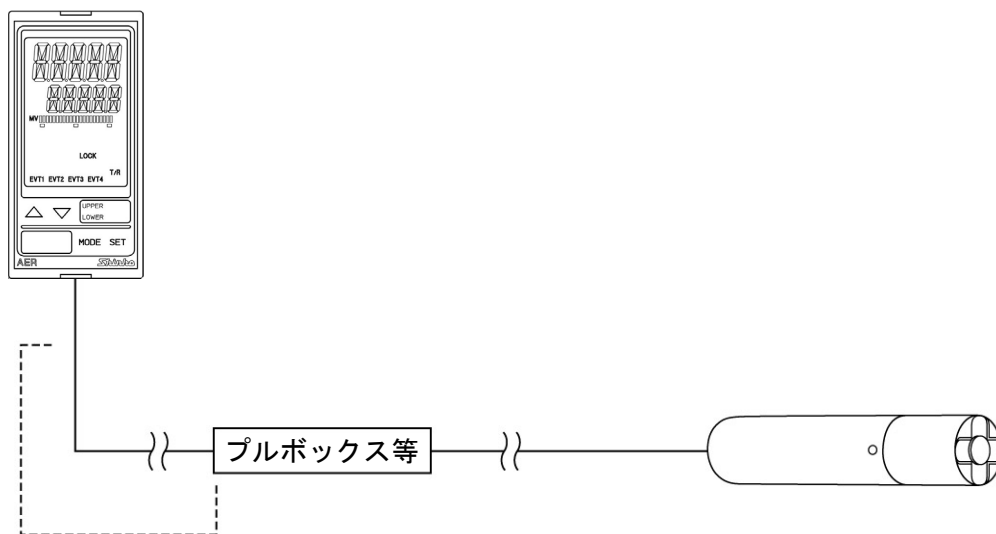 MV
LOCK
T/R
EVT1 EVT2 EVT3 EVT4
UPPER
LOWER
MODE SET
AER Shinko
プルボックス等